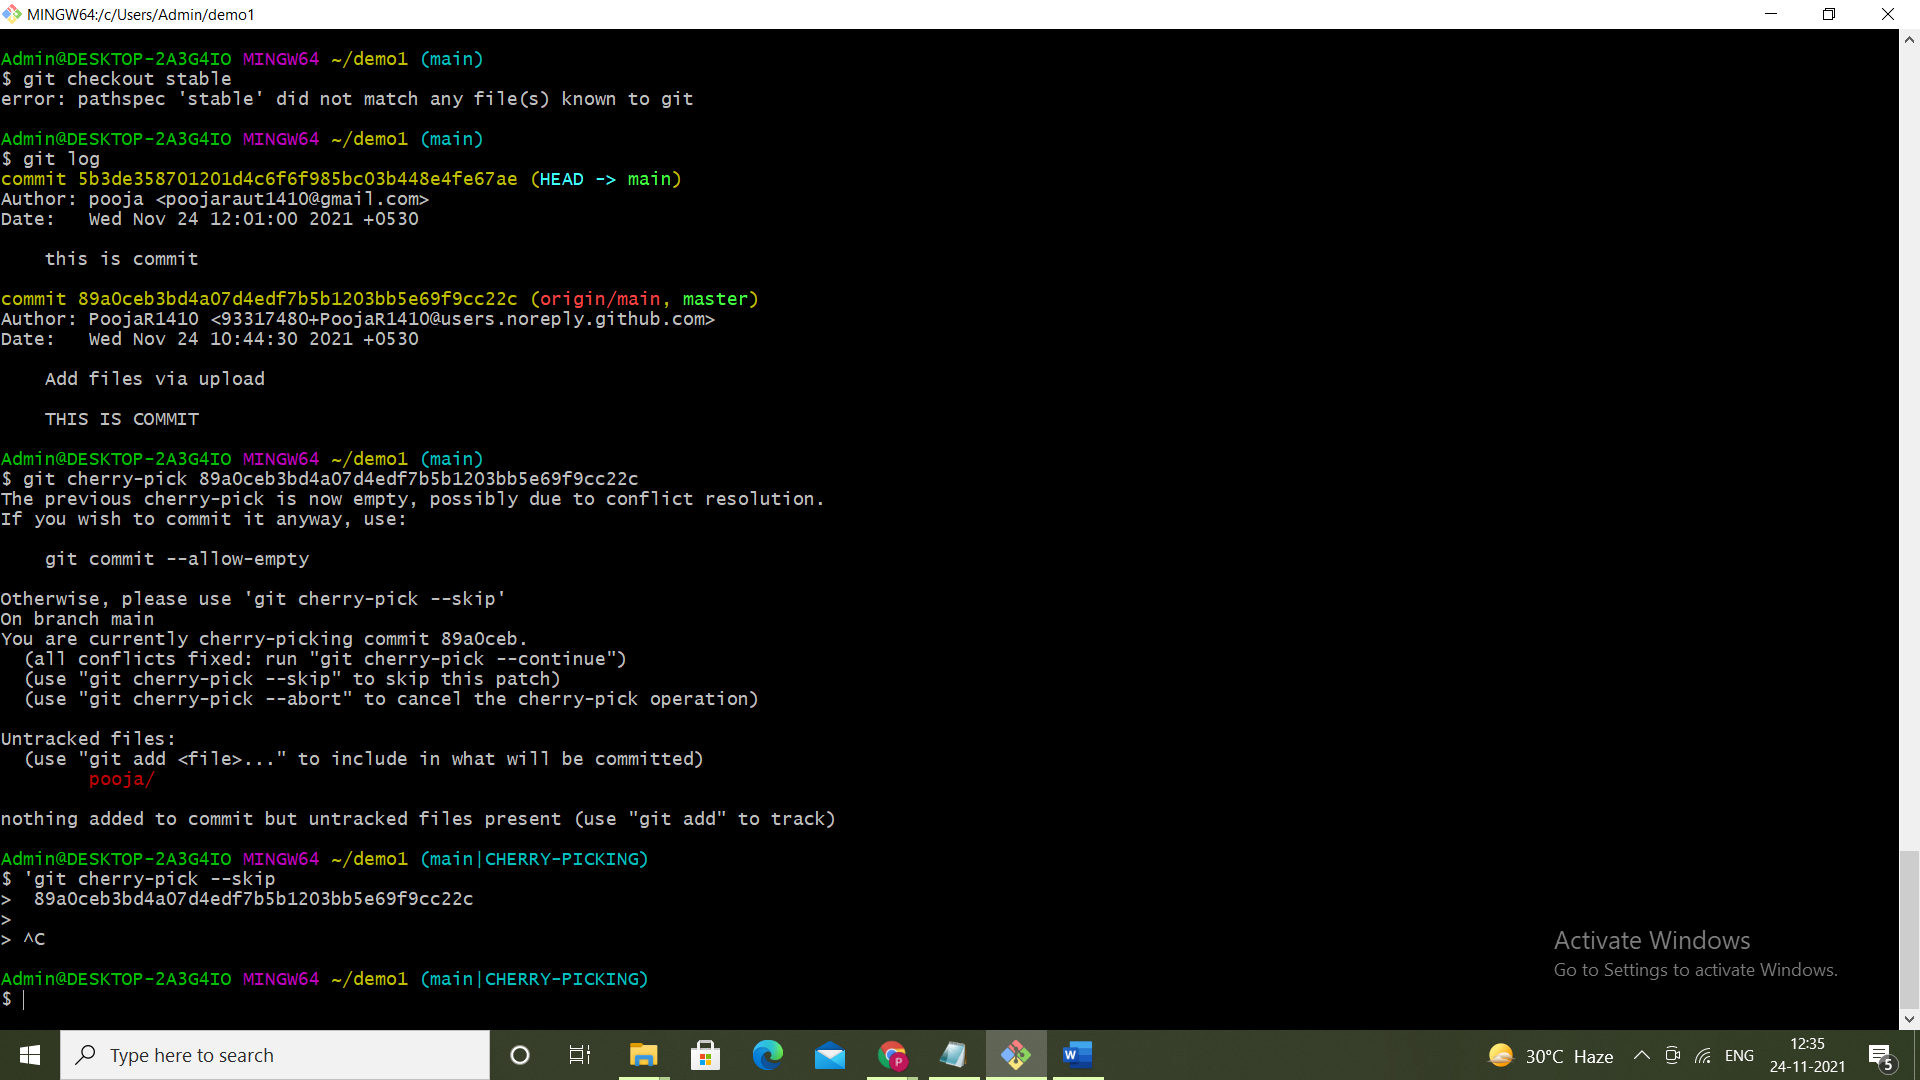 MINGW64:/c/Users/Admin/demo1
Admin@DESKTOP-2A3G4IO MINGW64 ~/demo1 (main)
$ git checkout stable
error: pathspec 'stable' did not match any file(s) known to git
Admin@DESKTOP-2A3G4IO MINGW64 ~/demo1 (main)
$ git log
commit 5b3de358701201d4c6f6f985bc03b448e4fe67ae (HEAD -> main)
Author: pooja <poojaraut1410@gmail.com>
Date:   Wed Nov 24 12:01:00 2021 +0530
    this is commit
commit 89a0ceb3bd4a07d4edf7b5b1203bb5e69f9cc22c (origin/main, master)
Author: PoojaR1410 <93317480+PoojaR1410@users.noreply.github.com>
Date:   Wed Nov 24 10:44:30 2021 +0530
    Add files via upload
    THIS IS COMMIT
Admin@DESKTOP-2A3G4IO MINGW64 ~/demo1 (main)
$ git cherry-pick 89a0ceb3bd4a07d4edf7b5b1203bb5e69f9cc22c
The previous cherry-pick is now empty, possibly due to conflict resolution.
If you wish to commit it anyway, use:
    git commit --allow-empty
Otherwise, please use 'git cherry-pick --skip'
On branch main
You are currently cherry-picking commit 89a0ceb.
  (all conflicts fixed: run "git cherry-pick --continue")
  (use "git cherry-pick --skip" to skip this patch)
  (use "git cherry-pick --abort" to cancel the cherry-pick operation)
Untracked files:
  (use "git add <file>..." to include in what will be committed)
        pooja/
nothing added to commit but untracked files present (use "git add" to track)
Admin@DESKTOP-2A3G4IO MINGW64 ~/demo1 (main|CHERRY-PICKING)
$ 'git cherry-pick --skip
>  89a0ceb3bd4a07d4edf7b5b1203bb5e69f9cc22c
>
> ^C
Admin@DESKTOP-2A3G4IO MINGW64 ~/demo1 (main|CHERRY-PICKING)
$
Activate Windows
Go to Settings to activate Windows.
Type here to search
30°C Haze
ENG
12:35
24-11-2021
5